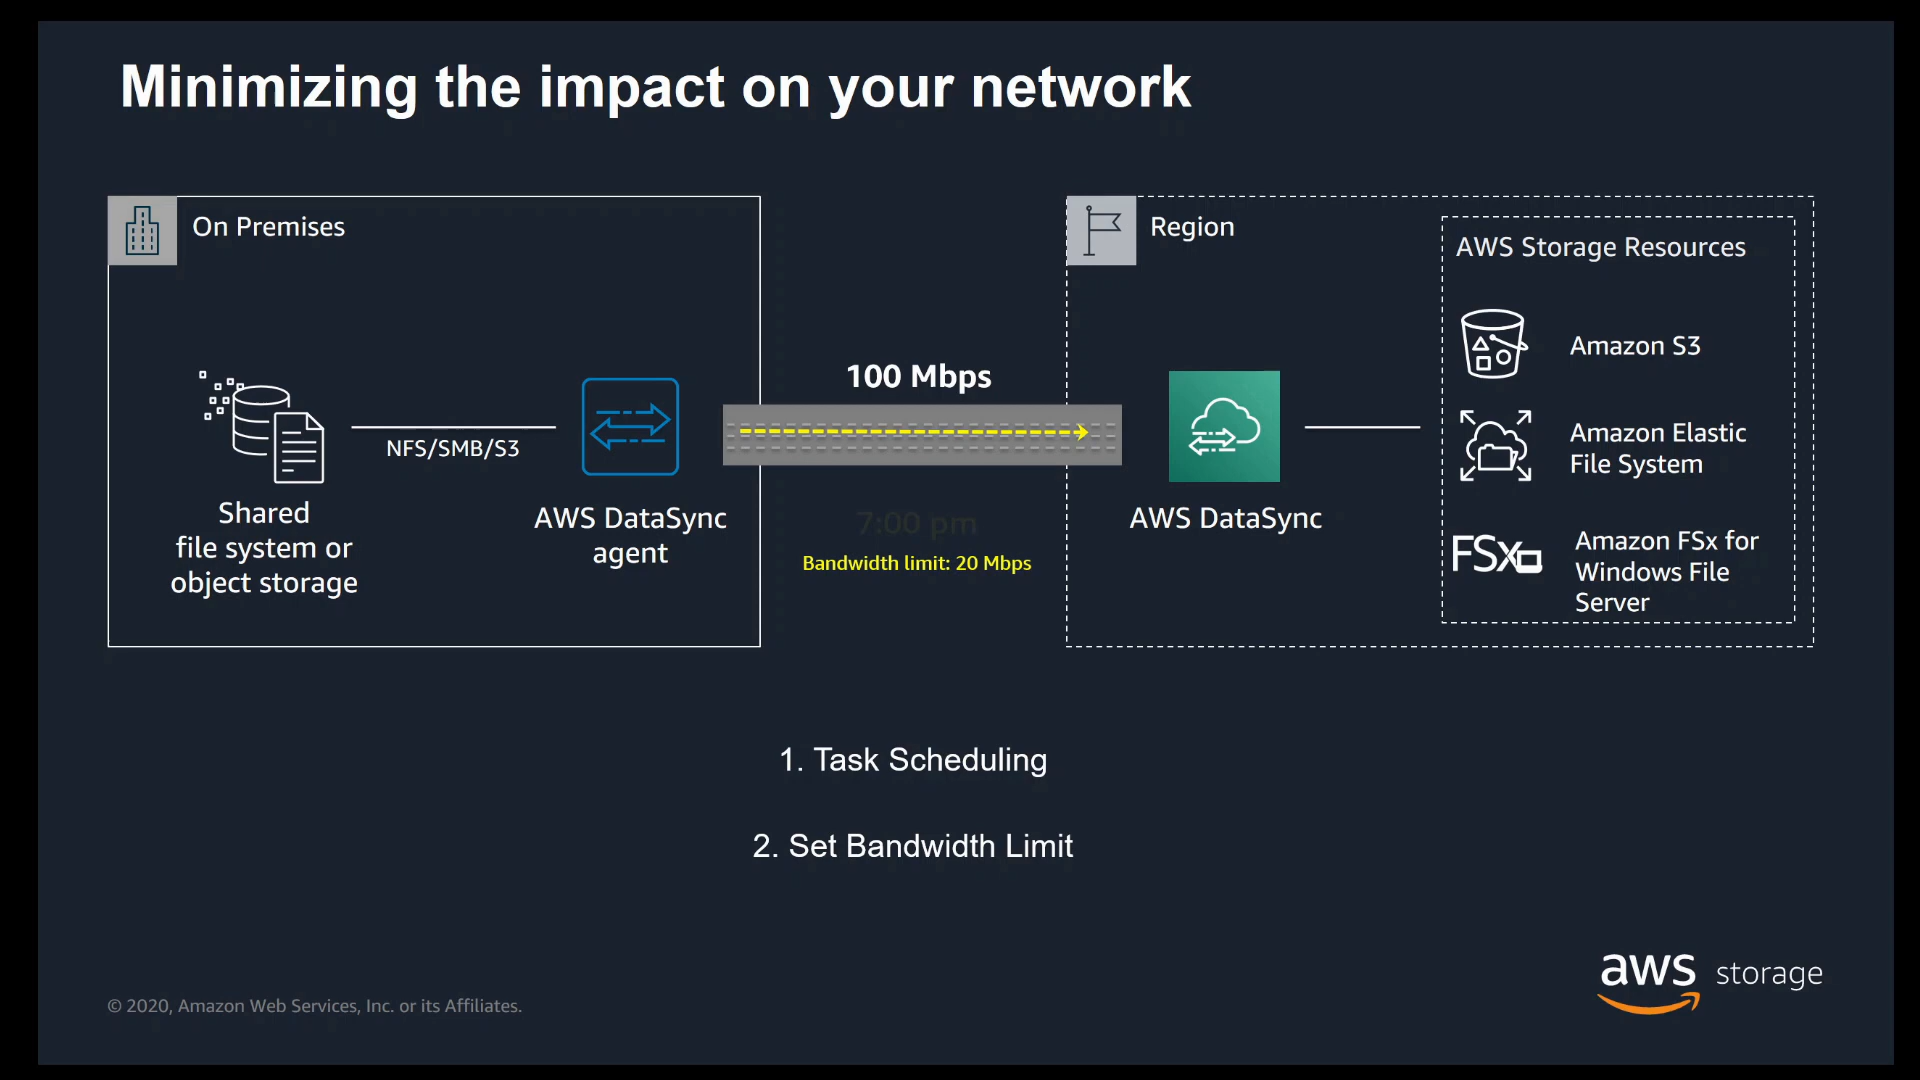 Minimizing the impact on your network
On Premises
NFS/SMB/S3
Shared
file system or
object storage
AWS DataSync
agent
100 Mbps
7:00 pm
Bandwidth limit: 20 Mbps
Region
AWS DataSync
AWS Storage Resources
Amazon S3
Amazon Elastic
File System
FSx
Amazon FSx for
Windows File
Server
1. Task Scheduling
2. Set Bandwidth Limit
© 2020, Amazon Web Services, Inc. or its Affiliates.
aws storage